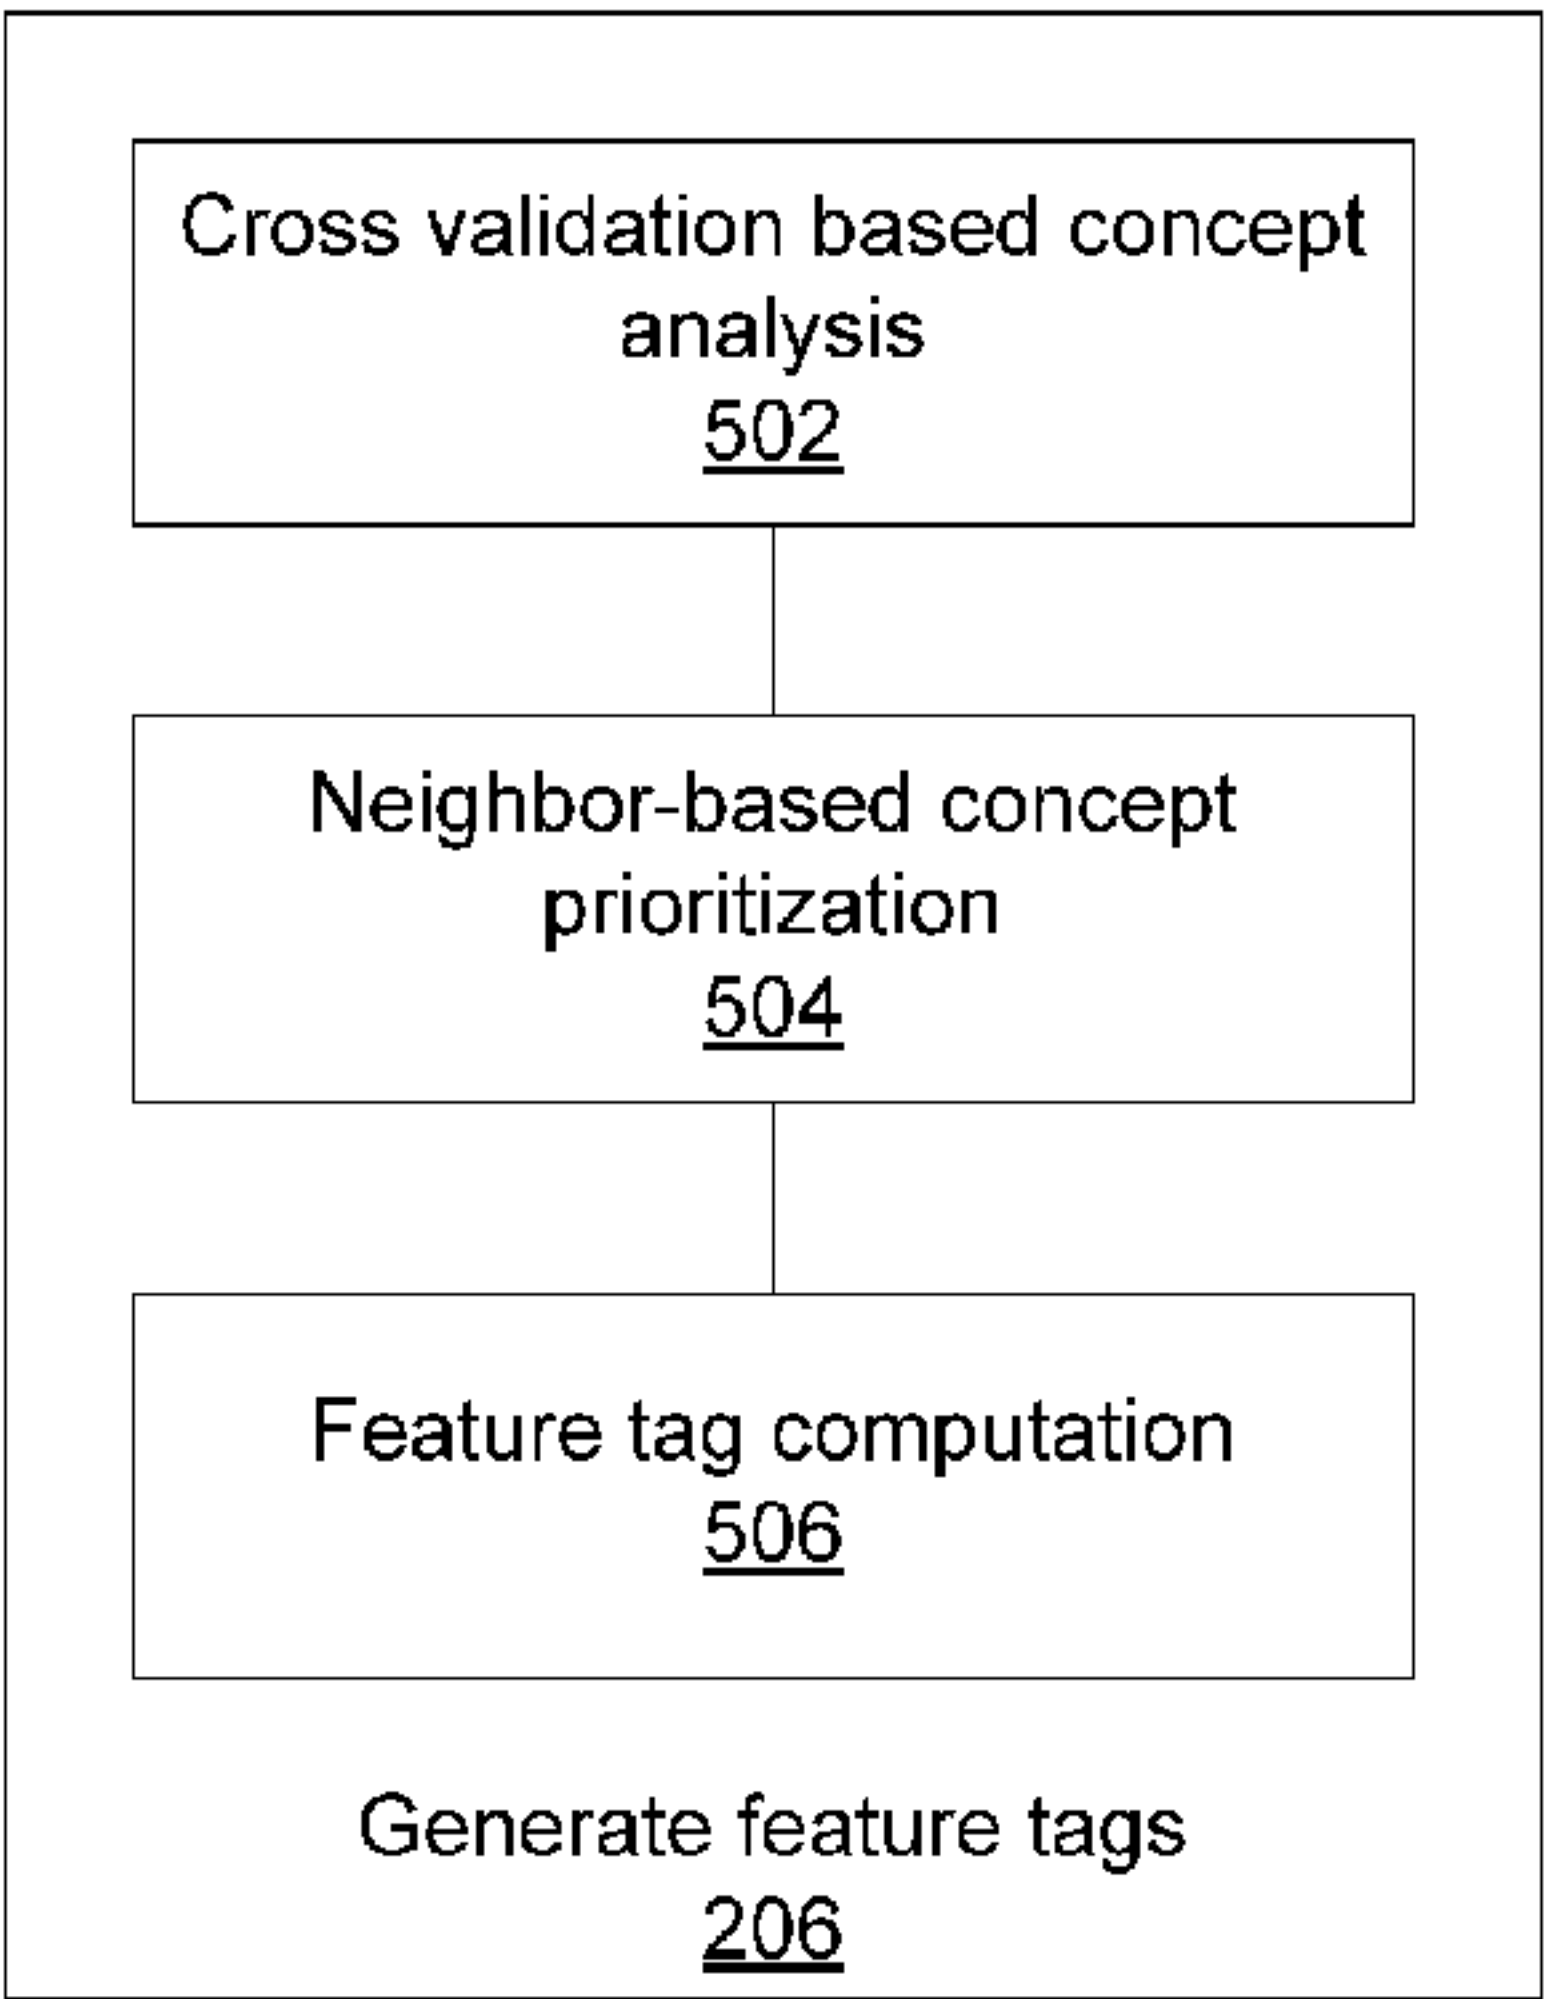 Cross validation based concept
analysis
502
Neighbor-based concept
prioritization
504
Feature tag computation
506
Generate feature tags
206